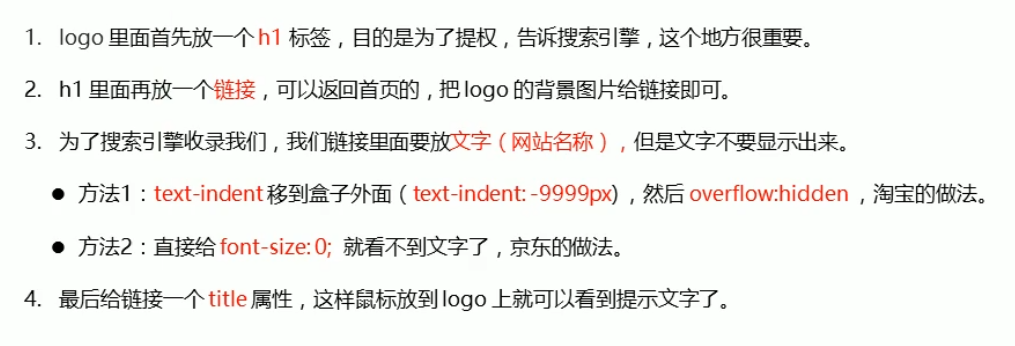 1. logo 里面首先放一个 h1 标签，目的是为了提权，告诉搜索引擎，这个地方很重要。
2. h1 里面再放一个链接，可以返回首页的，把 logo 的背景图片给链接即可。
3. 为了搜索引擎收录我们，我们链接里面要放文字（网站名称），但是文字不要显示出来。
● 方法1：text-indent 移到盒子外面（text-indent: -9999px)，然后 overflow:hidden ，淘宝的做法。
● 方法2：直接给 font-size: 0; 就看不到文字了，京东的做法。
4. 最后给链接一个 title 属性，这样鼠标放到 logo 上就可以看到提示文字了。